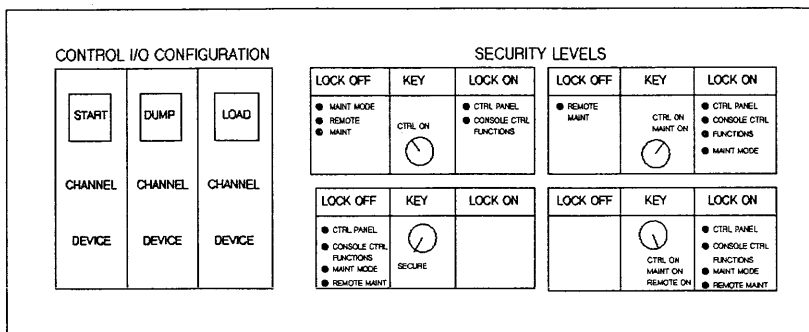 CONTROL I/O CONFIGURATION
START
DUMP
LOAD
CHANNEL
CHANNEL
CHANNEL
DEVICE
DEVICE
DEVICE
SECURITY LEVELS
LOCK OFF
KEY
LOCK ON
● MAINT MODE
● REMOTE
● MAINT
CTRL ON
● CTRL PANEL
● CONSOLE CTRL
FUNCTIONS
LOCK OFF
KEY
LOCK ON
● REMOTE
MAINT
CTRL ON
MAINT ON
● CTRL PANEL
● CONSOLE CTRL
● FUNCTIONS
● MAINT MODE
LOCK OFF
KEY
LOCK ON
● CTRL PANEL
● CONSOLE CTRL
FUNCTIONS
● MAINT MODE
● REMOTE MAINT
SECURE
LOCK OFF
KEY
LOCK ON
CTRL ON
MAINT ON
REMOTE ON
● CTRL PANEL
● CONSOLE CTRL
FUNCTIONS
● MAINT MODE
● REMOTE MAINT